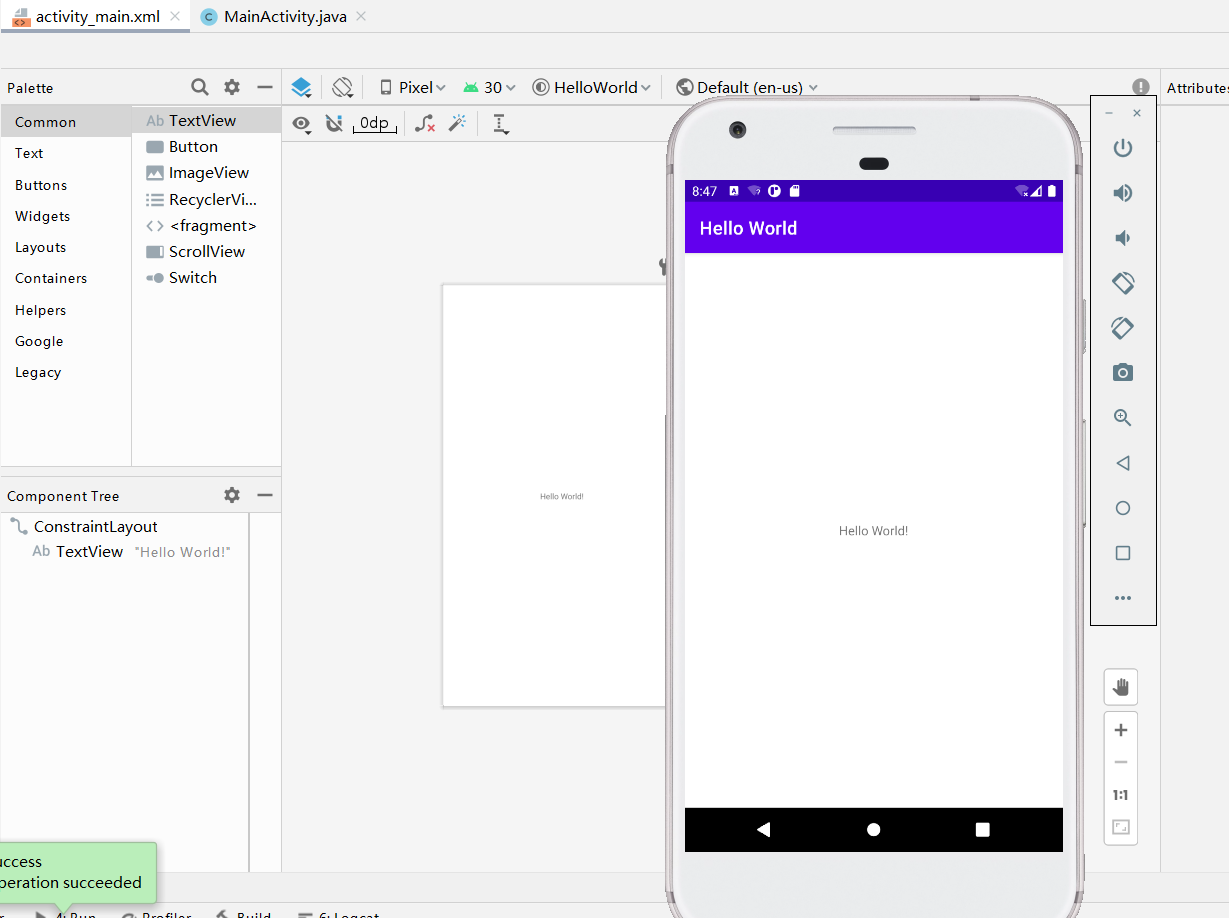 activity_main.xml
MainActivity.java
Palette
Pixel
30
HelloWorld
Default (en-us)
Attributes
Common
Text
Buttons
Widgets
Layouts
Containers
Helpers
Google
Legacy
Ab TextView
Button
ImageView
RecyclerVi...
<fragment>
ScrollView
Switch
0dp
8:47
Hello World
Hello World!
Hello World!
Component Tree
ConstraintLayout
Ab TextView "Hello World!"
1:1
uccess
peration succeeded
4: Run
Profiler
Build
6: Logcat